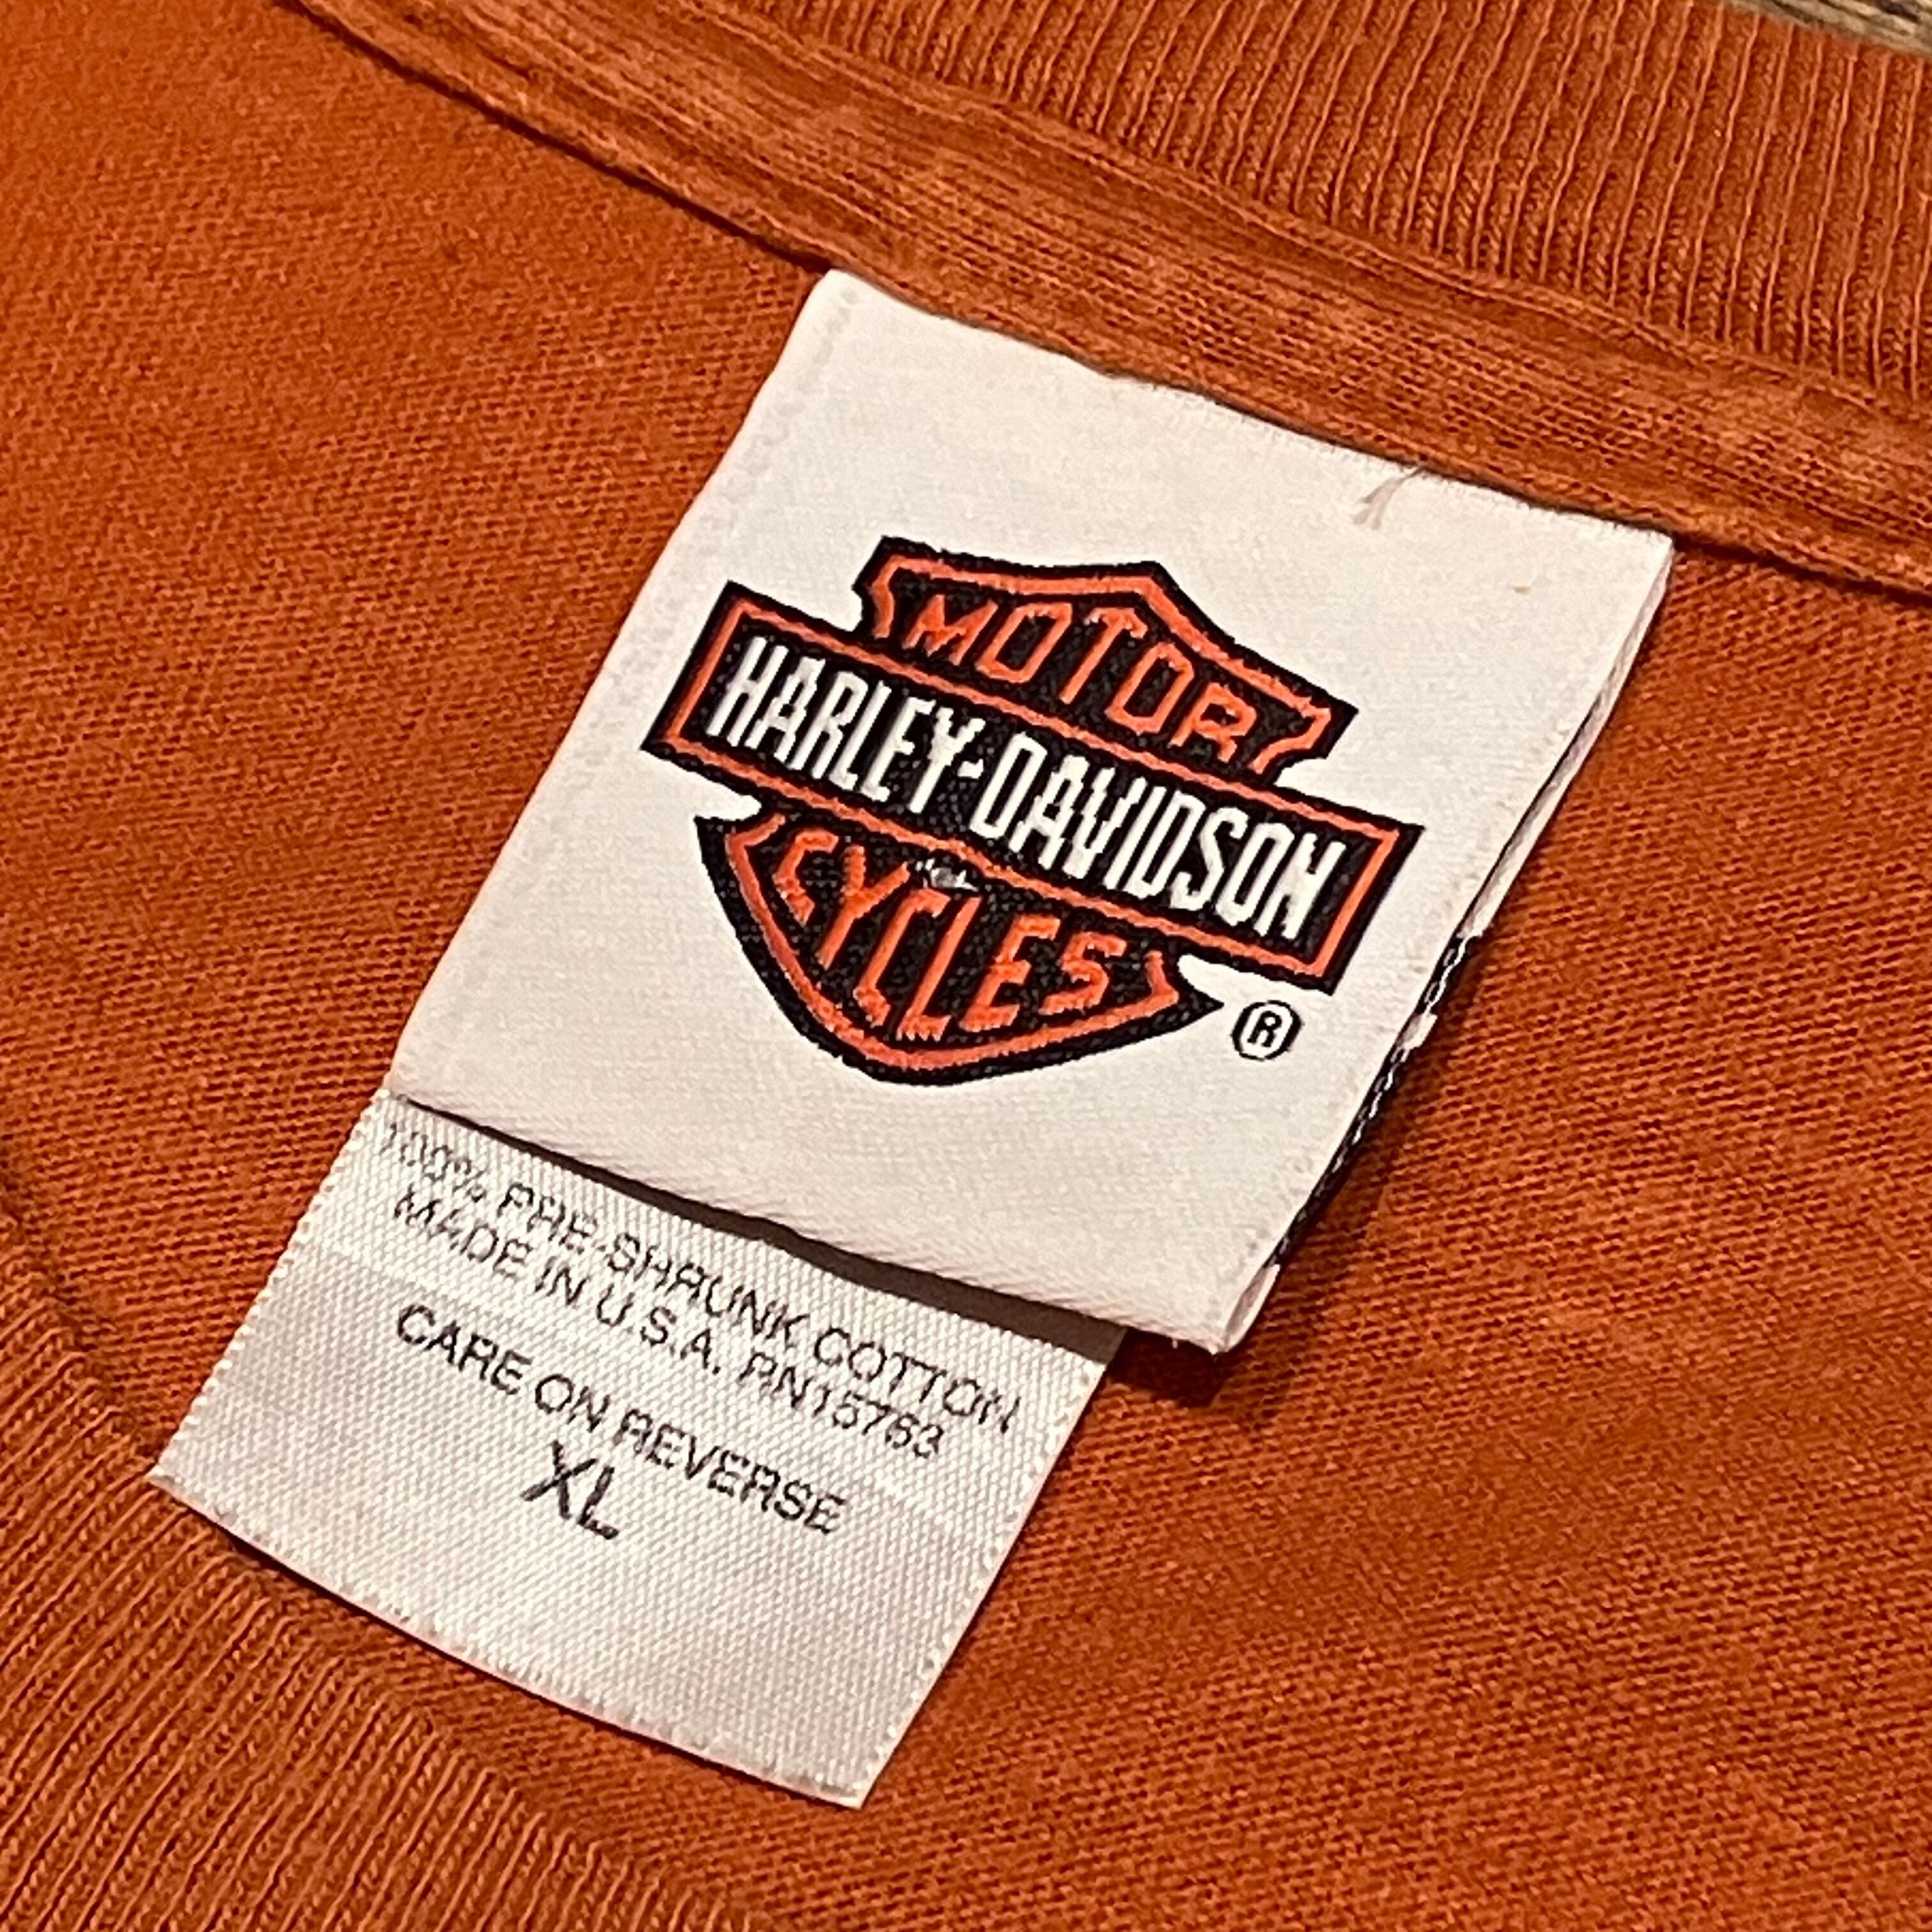 MOTOR
HARLEY-DAVIDSON
CYCLES
®
100% PRE-SHRUNK COTTON
MADE IN U.S.A. RN15763
CARE ON REVERSE
XL